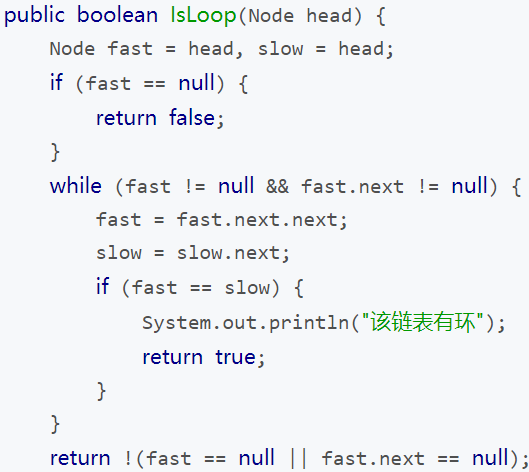 public boolean IsLoop(Node head) {
    Node fast = head, slow = head;
    if (fast == null) {
        return false;
    }
    while (fast != null && fast.next != null) {
        fast = fast.next.next;
        slow = slow.next;
        if (fast == slow) {
            System.out.println("该链表有环");
            return true;
        }
    }
    return !(fast == null || fast.next == null);